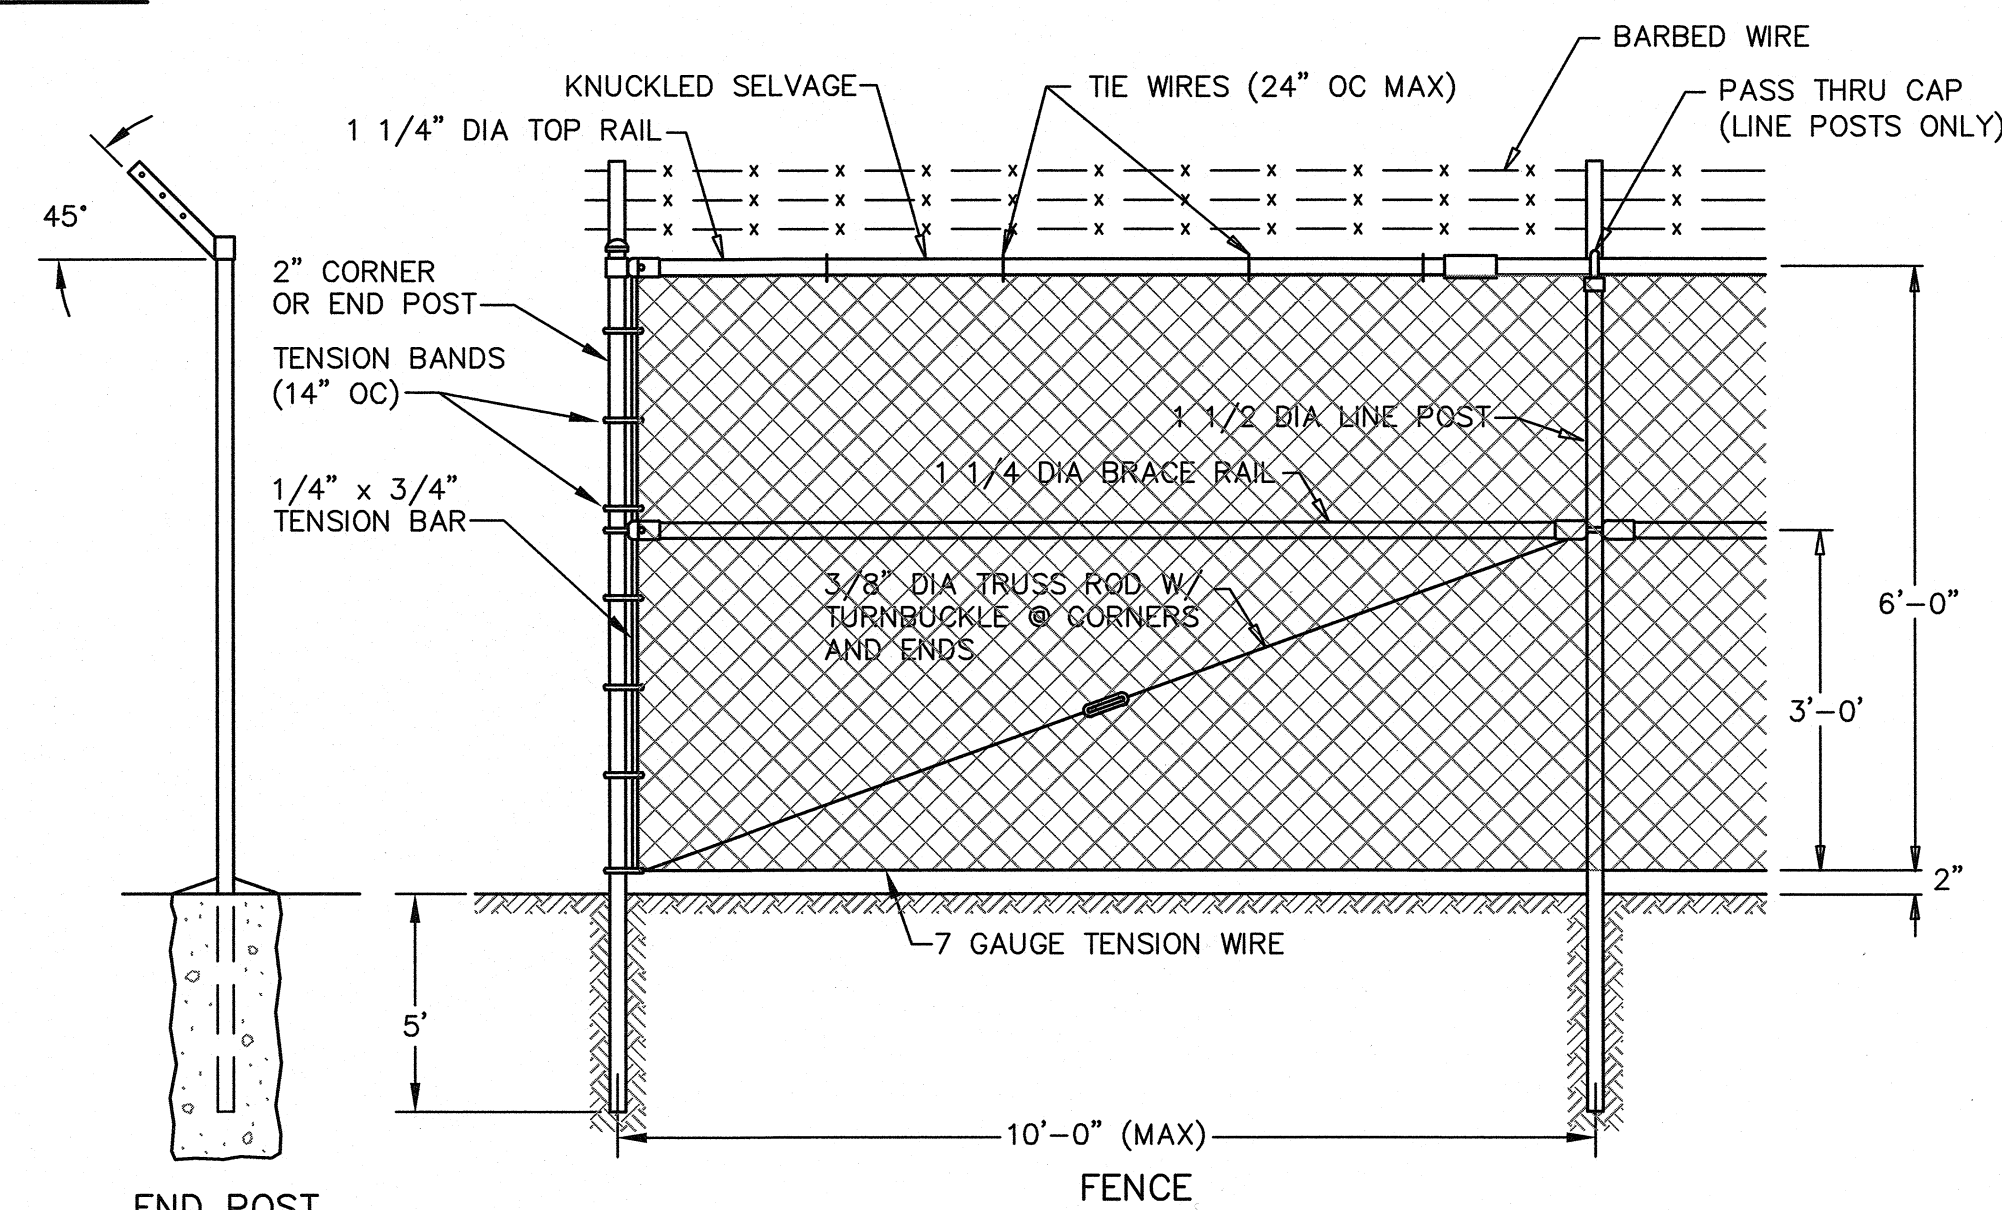 BARBED WIRE
KNUCKLED SELVAGE
TIE WIRES (24" OC MAX)
PASS THRU CAP
(LINE POSTS ONLY)
1 1/4" DIA TOP RAIL
45°
2" CORNER
OR END POST
TENSION BANDS
(14" OC)
1 1/2 DIA LINE POST
1 1/4 DIA BRACE RAIL
1/4" x 3/4"
TENSION BAR
3/8" DIA TRUSS ROD W/
TURNBUCKLE @ CORNERS
AND ENDS
6'-0"
3'-0'
2"
7 GAUGE TENSION WIRE
5'
10'-0" (MAX)
FENCE
END POST